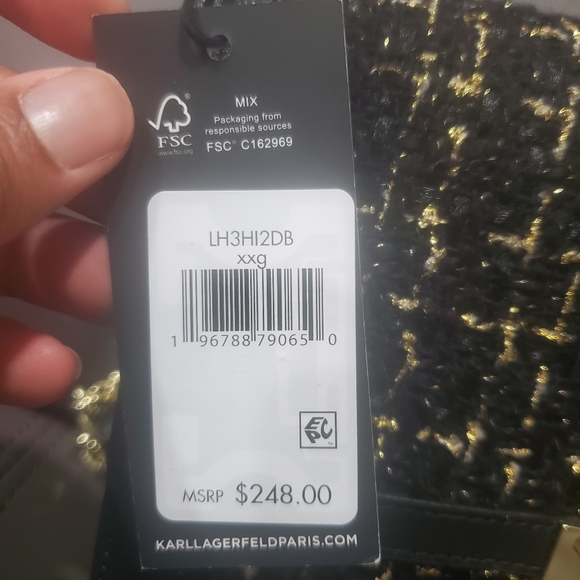 MIX
Packaging from
responsible sources
FSC® C162969
FSC®
www.fsc.org
LH3HI2DB
xxg
1 96788 79065 0
EPC
MSRP $248.00
KARLLAGERFELDPARIS.COM